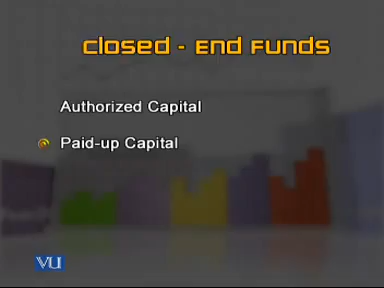 Closed - End Funds
Authorized Capital
Paid-up Capital
VU